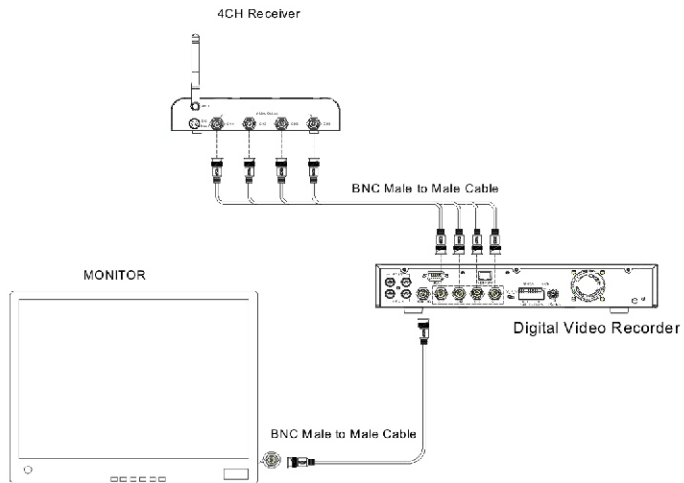 4CH Receiver
BNC Male to Male Cable
MONITOR
Digital Video Recorder
BNC Male to Male Cable